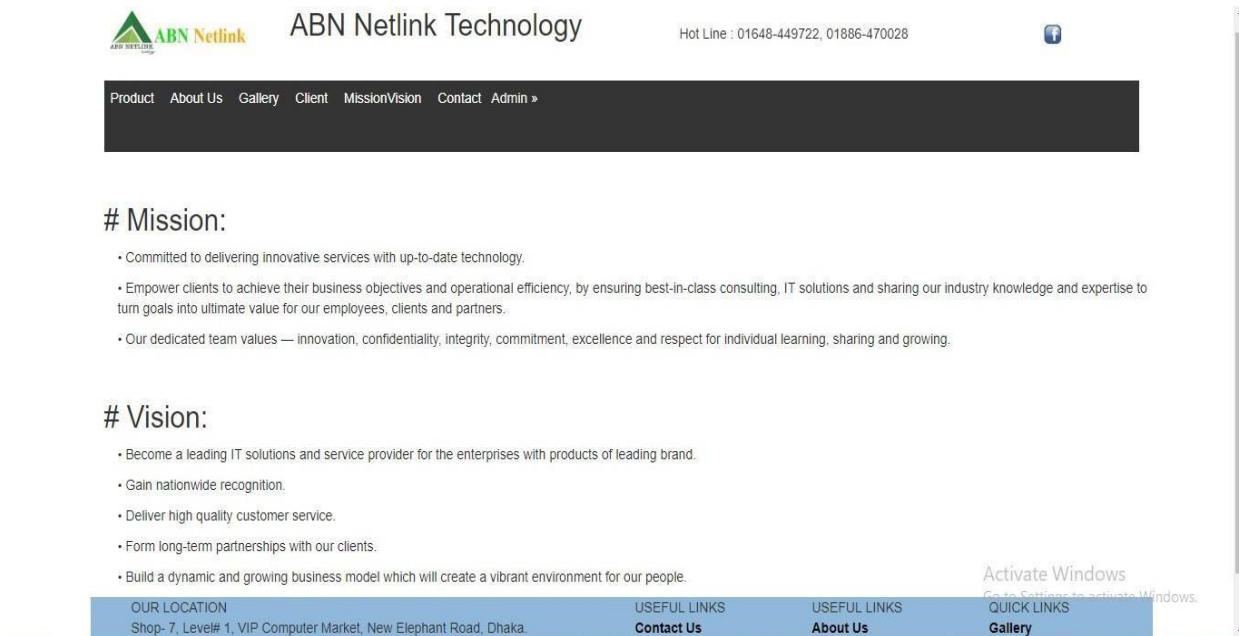 ABN Netlink
ABN NETLINK
ABN Netlink Technology
Hot Line : 01648-449722, 01886-470028
f
Product About Us Gallery Client MissionVision Contact Admin »
# Mission:
• Committed to delivering innovative services with up-to-date technology.
• Empower clients to achieve their business objectives and operational efficiency, by ensuring best-in-class consulting, IT solutions and sharing our industry knowledge and expertise to
turn goals into ultimate value for our employees, clients and partners.
• Our dedicated team values — innovation, confidentiality, integrity, commitment, excellence and respect for individual learning, sharing and growing.
# Vision:
• Become a leading IT solutions and service provider for the enterprises with products of leading brand.
• Gain nationwide recognition.
• Deliver high quality customer service.
• Form long-term partnerships with our clients.
• Build a dynamic and growing business model which will create a vibrant environment for our people.
Activate Windows
Go to Settings to activate Windows.
OUR LOCATION USEFUL LINKS USEFUL LINKS QUICK LINKS
Shop- 7, Level# 1, VIP Computer Market, New Elephant Road, Dhaka. Contact Us About Us Gallery